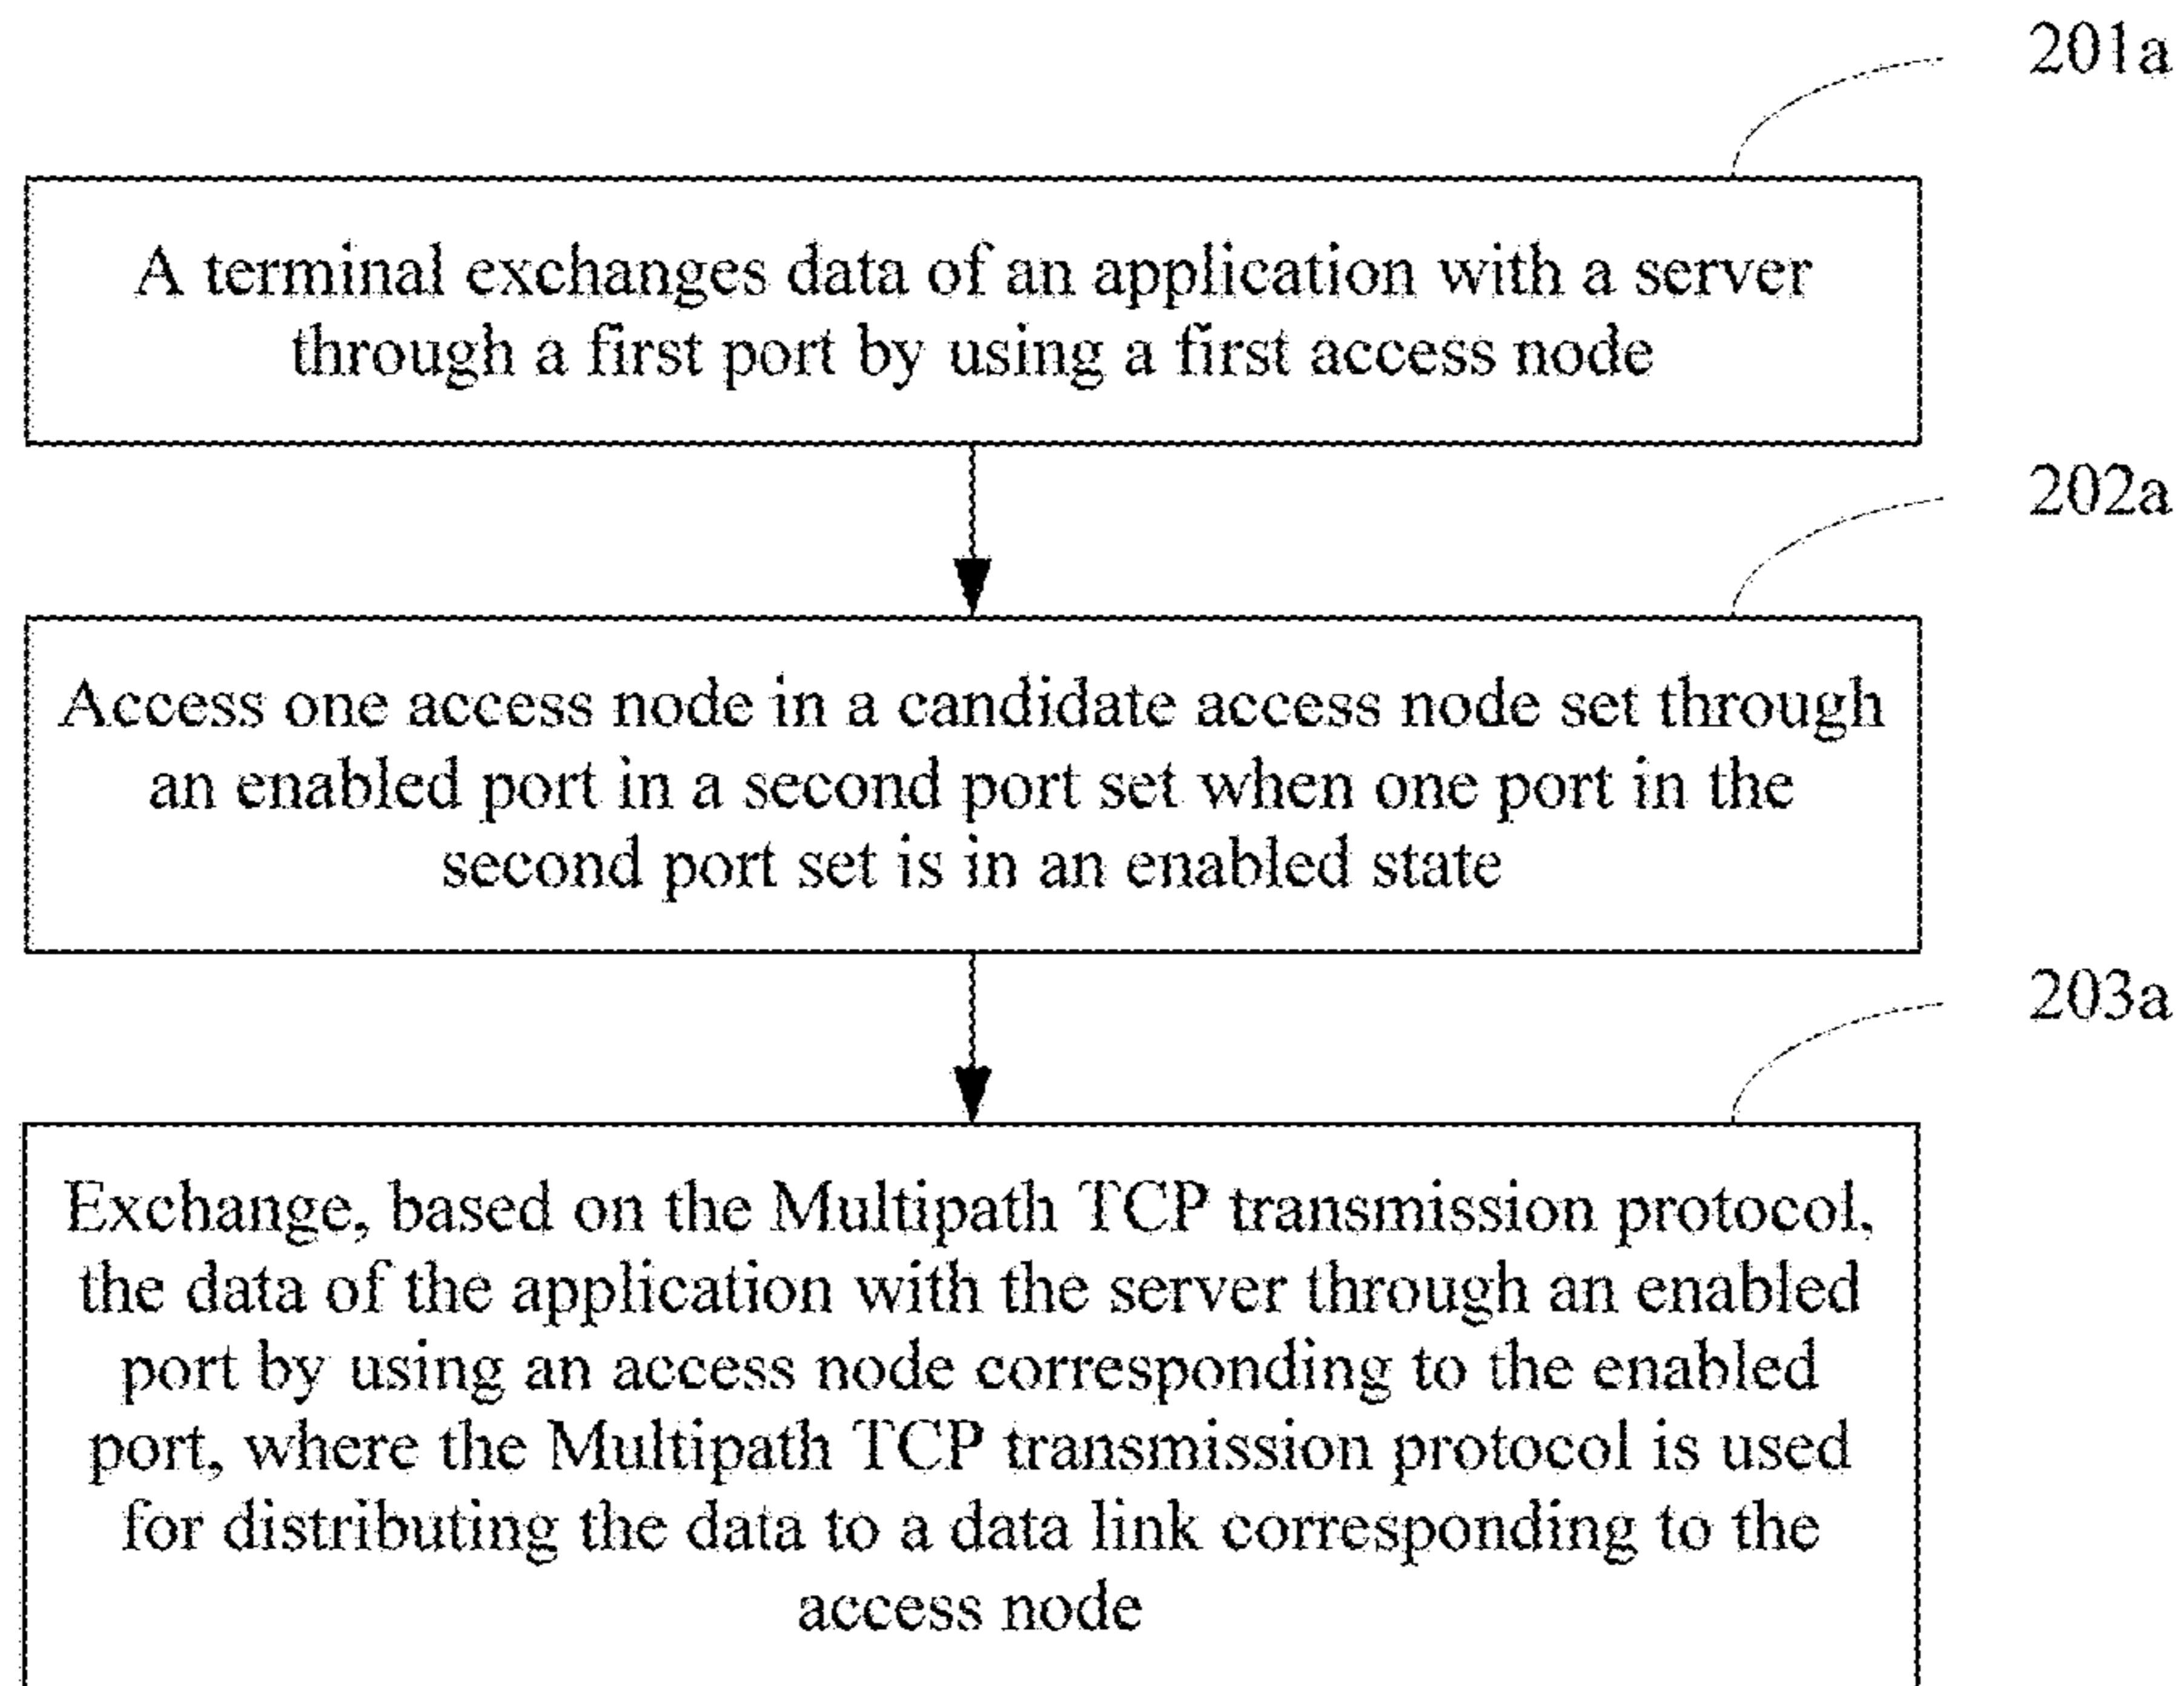 201a
A terminal exchanges data of an application with a server
through a first port by using a first access node
202a
Access one access node in a candidate access node set through
an enabled port in a second port set when one port in the
second port set is in an enabled state
203a
Exchange, based on the Multipath TCP transmission protocol,
the data of the application with the server through an enabled
port by using an access node corresponding to the enabled
port, where the Multipath TCP transmission protocol is used
for distributing the data to a data link corresponding to the
access node